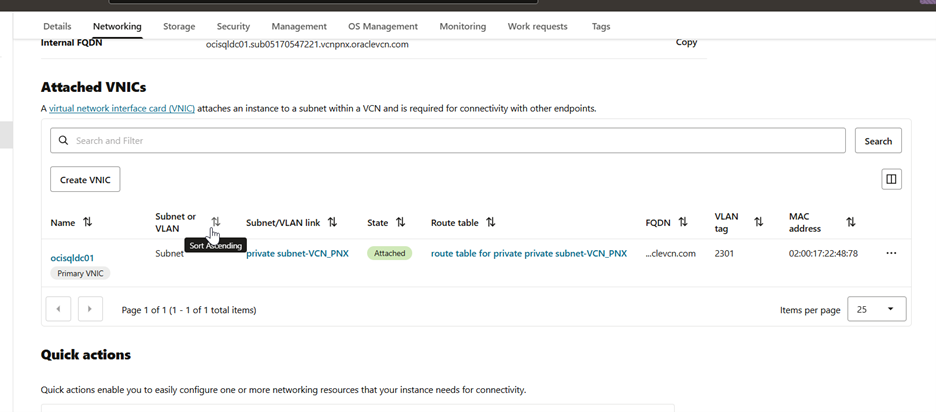 Details Networking Storage Security Management OS Management Monitoring Work requests Tags
Internal FQDN ocisqldc01.sub05170547221.vcnpnx.oraclevcn.com Copy
Attached VNICs
A virtual network interface card (VNIC) attaches an instance to a subnet within a VCN and is required for connectivity with other endpoints.
Search and Filter Search
Create VNIC
Name Subnet or VLAN Subnet/VLAN link State Route table FQDN VLAN tag MAC address
Sort Ascending
ocisqldc01 Subnet private subnet-VCN_PNX Attached route table for private private subnet-VCN_PNX ...clevcn.com 2301 02:00:17:22:48:78
Primary VNIC
Page 1 of 1 (1 - 1 of 1 total items) Items per page 25
Quick actions
Quick actions enable you to easily configure one or more networking resources that your instance needs for connectivity.